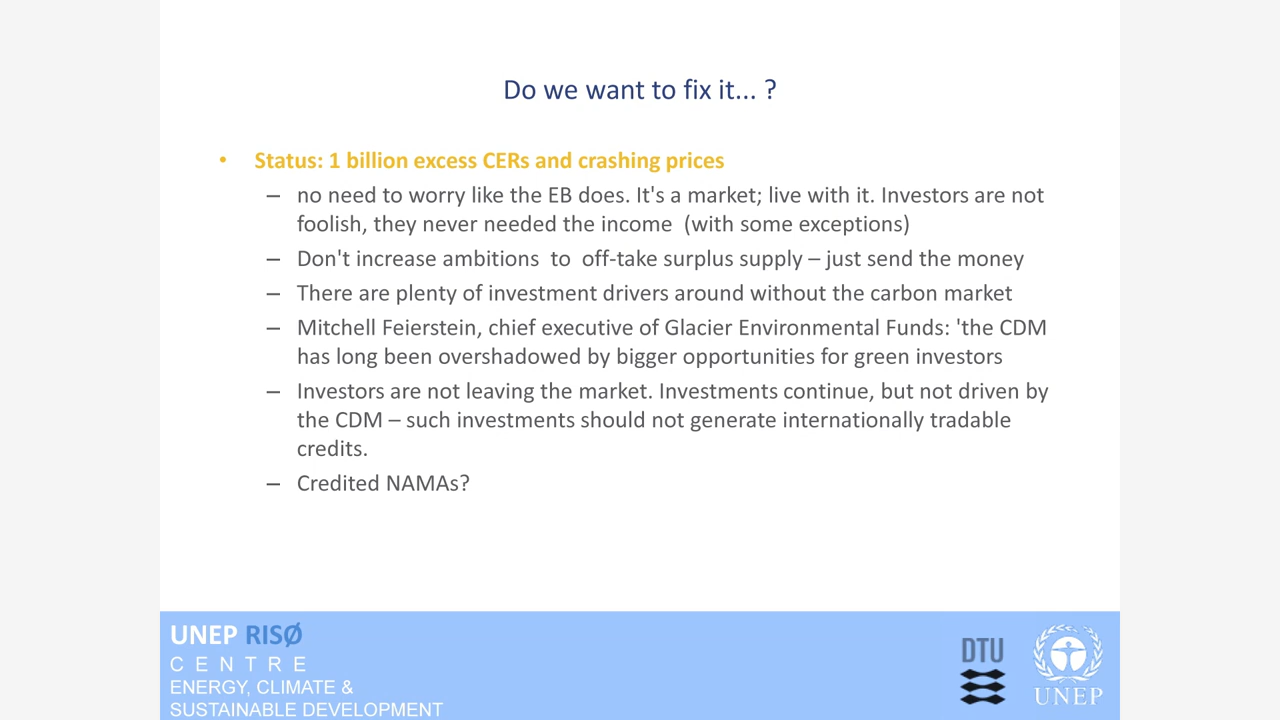 Do we want to fix it... ?
• Status: 1 billion excess CERs and crashing prices
– no need to worry like the EB does. It's a market; live with it. Investors are not
foolish, they never needed the income  (with some exceptions)
– Don't increase ambitions  to  off-take surplus supply – just send the money
– There are plenty of investment drivers around without the carbon market
– Mitchell Feierstein, chief executive of Glacier Environmental Funds: 'the CDM
has long been overshadowed by bigger opportunities for green investors
– Investors are not leaving the market. Investments continue, but not driven by
the CDM – such investments should not generate internationally tradable
credits.
– Credited NAMAs?
UNEP RISØ
CENTRE
ENERGY, CLIMATE &
SUSTAINABLE DEVELOPMENT
DTU
UNEP